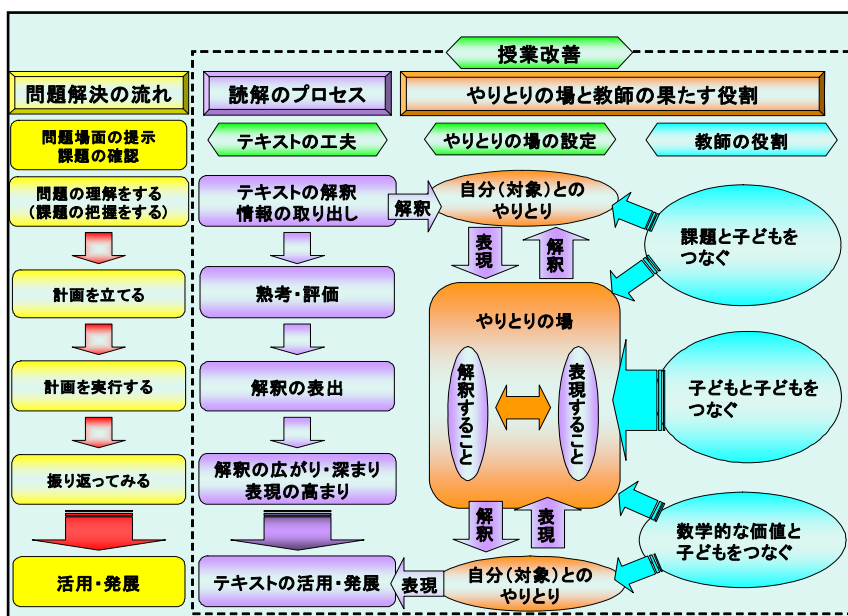 授業改善
問題解決の流れ
読解のプロセス
やりとりの場と教師の果たす役割
問題場面の提示
課題の確認
テキストの工夫
やりとりの場の設定
教師の役割
問題の理解をする
(課題の把握をする)
テキストの解釈
情報の取り出し
解釈
自分(対象)との
やりとり
表現
解釈
課題と子どもを
つなぐ
計画を立てる
熟考・評価
やりとりの場
解釈すること
表現すること
計画を実行する
解釈の表出
子どもと子どもを
つなぐ
振り返ってみる
解釈の広がり・深まり
表現の高まり
解釈
表現
数学的な価値と
子どもをつなぐ
活用・発展
テキストの活用・発展
表現
自分(対象)との
やりとり